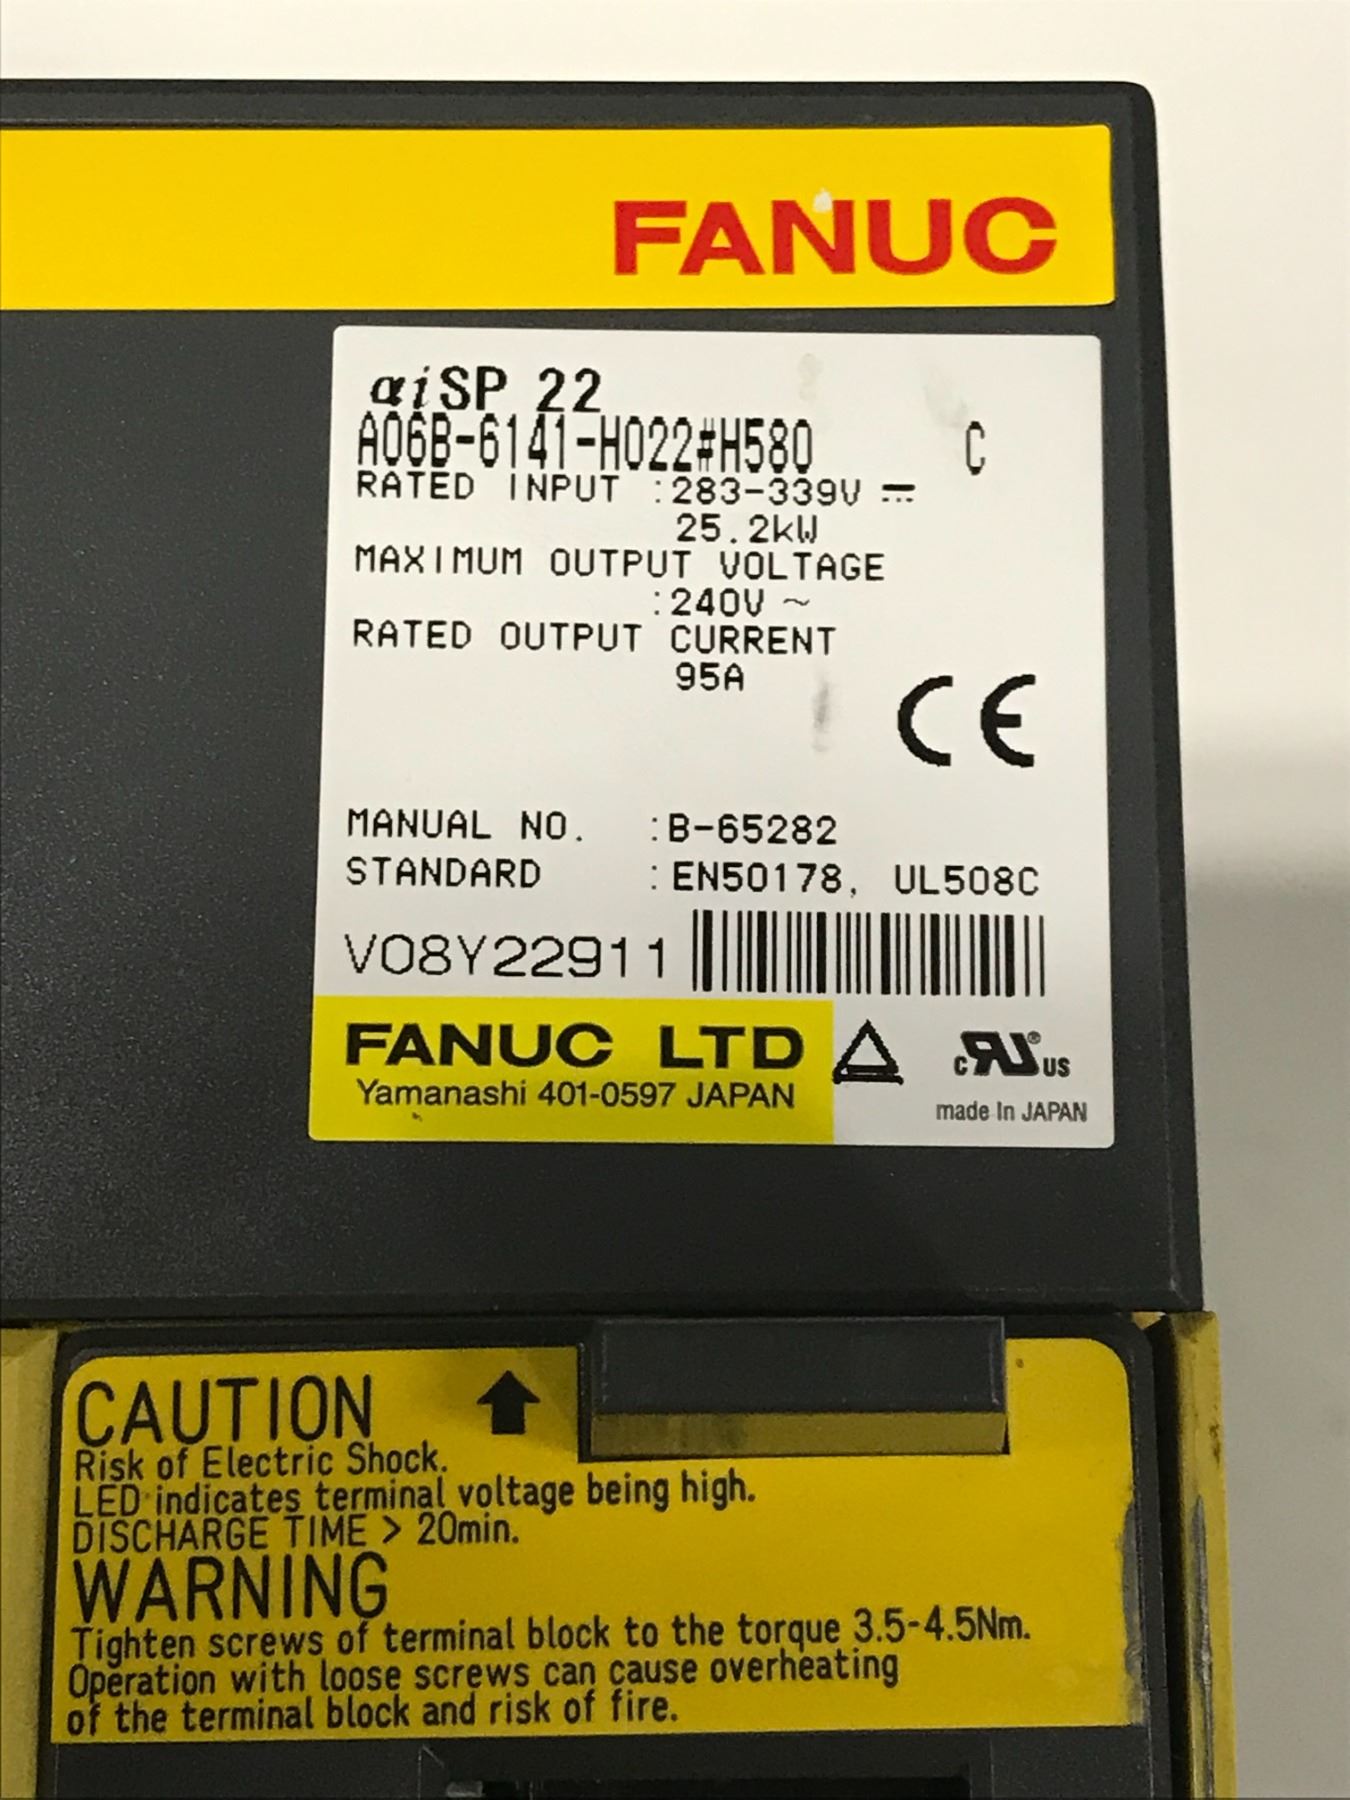 FANUC
αiSP 22
A06B-6141-H022#H580 C
RATED INPUT :283-339V ⎓
25.2kW
MAXIMUM OUTPUT VOLTAGE
:240V ~
RATED OUTPUT CURRENT
95A
CE
MANUAL NO. :B-65282
STANDARD :EN50178, UL508C
V08Y22911
FANUC LTD
Yamanashi 401-0597 JAPAN
c RU® US
made In JAPAN
CAUTION
Risk of Electric Shock.
LED indicates terminal voltage being high.
DISCHARGE TIME > 20min.
WARNING
Tighten screws of terminal block to the torque 3.5-4.5Nm.
Operation with loose screws can cause overheating
of the terminal block and risk of fire.